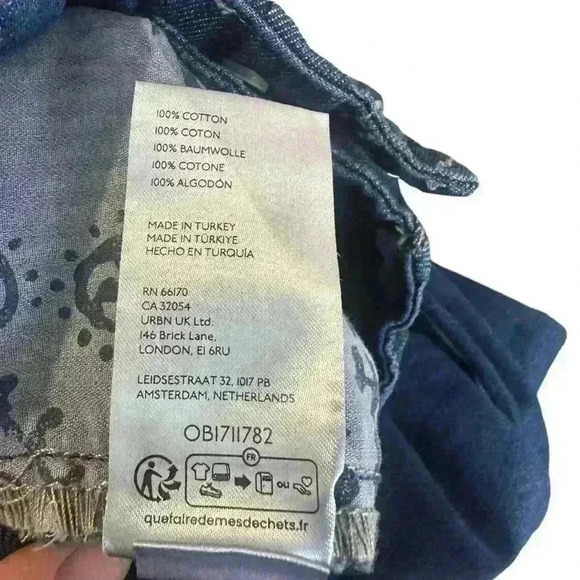 100% COTTON
100% COTON
100% BAUMWOLLE
100% COTONE
100% ALGODÓN
MADE IN TURKEY
MADE IN TÜRKIYE
HECHO EN TURQUÍA
RN 66170
CA 32054
URBN UK Ltd.
146 Brick Lane,
LONDON, E1 6RU
LEIDSESTRAAT 32, 1017 PB
AMSTERDAM, NETHERLANDS
OB1711782
FR
OU
quefairedemesdechets.fr